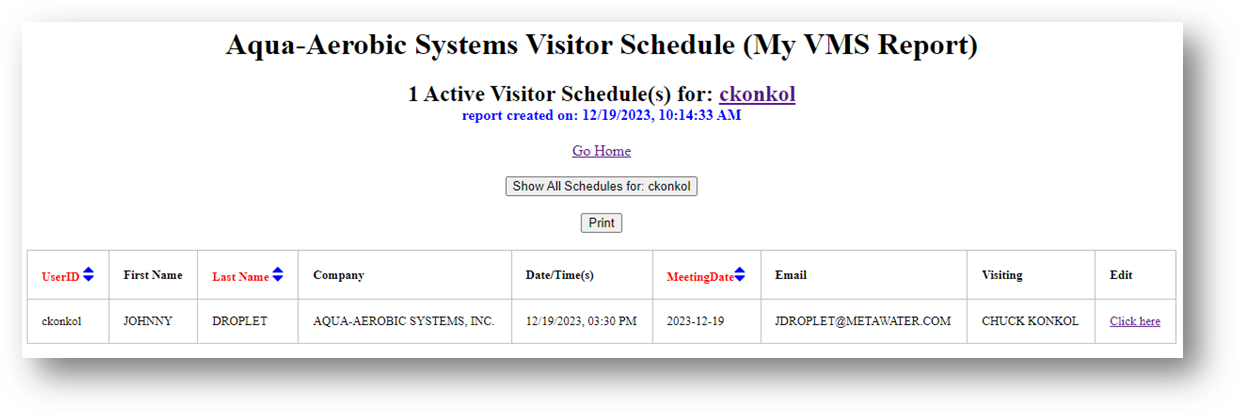 Aqua-Aerobic Systems Visitor Schedule (My VMS Report)
1 Active Visitor Schedule(s) for: ckonkol
report created on: 12/19/2023, 10:14:33 AM
Go Home
Show All Schedules for: ckonkol
Print
UserID First Name Last Name Company Date/Time(s) MeetingDate Email Visiting Edit
ckonkol JOHNNY DROPLET AQUA-AEROBIC SYSTEMS, INC. 12/19/2023, 03:30 PM 2023-12-19 JDROPLET@METAWATER.COM CHUCK KONKOL Click here